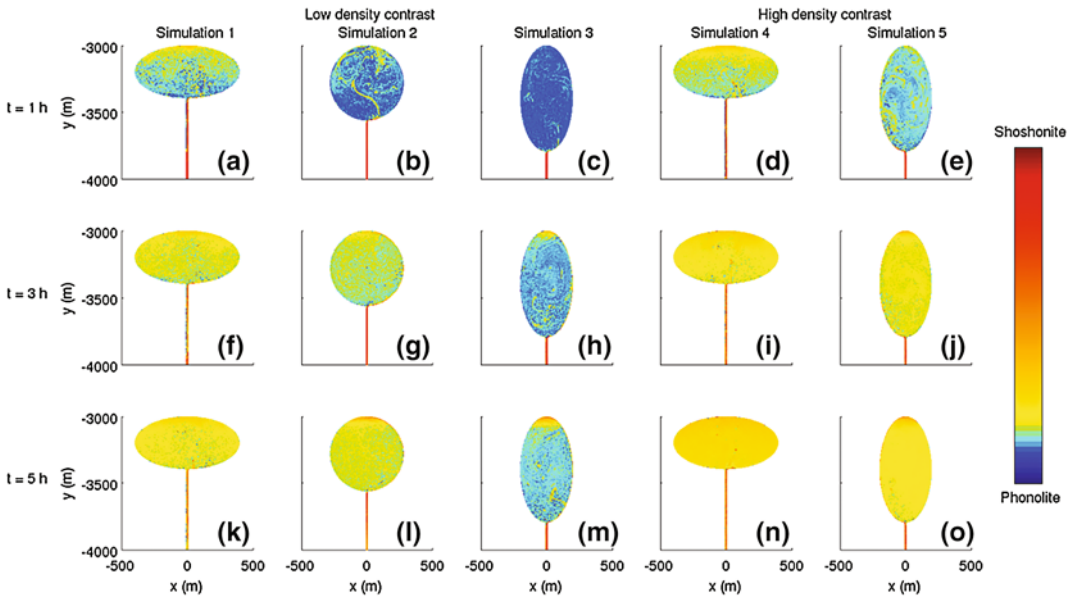 Low density contrast
High density contrast
Simulation 1
Simulation 2
Simulation 3
Simulation 4
Simulation 5
t = 1 h
y (m)
-3000
-3500
-4000
(a)
(b)
(c)
(d)
(e)
Shoshonite
Phonolite
t = 3 h
y (m)
-3000
-3500
-4000
(f)
(g)
(h)
(i)
(j)
t = 5 h
y (m)
-3000
-3500
-4000
(k)
(l)
(m)
(n)
(o)
-500 0 500
-500 0 500
-500 0 500
-500 0 500
-500 0 500
x (m)
x (m)
x (m)
x (m)
x (m)